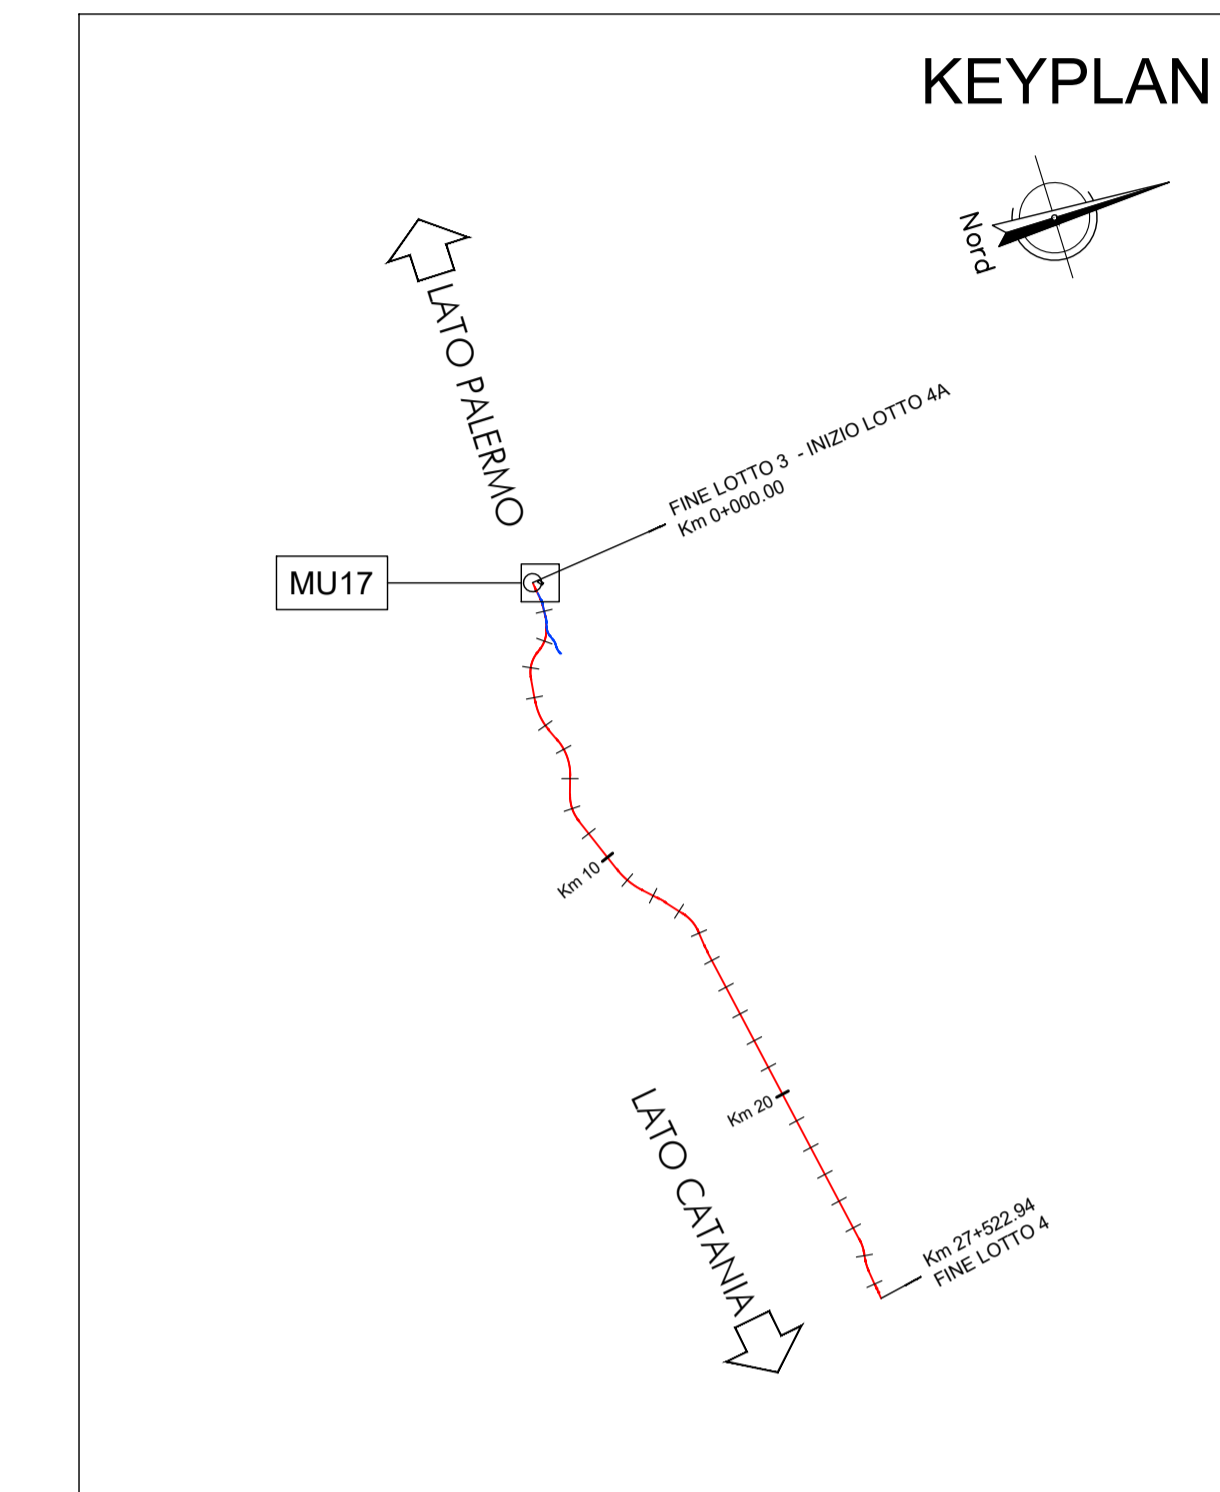 KEYPLAN
Nord
LATO PALERMO
FINE LOTTO 3 - INIZIO LOTTO 4A
Km 0+000.00
MU17
Km 10
Km 20
LATO CATANIA
Km 27+522.94
FINE LOTTO 4